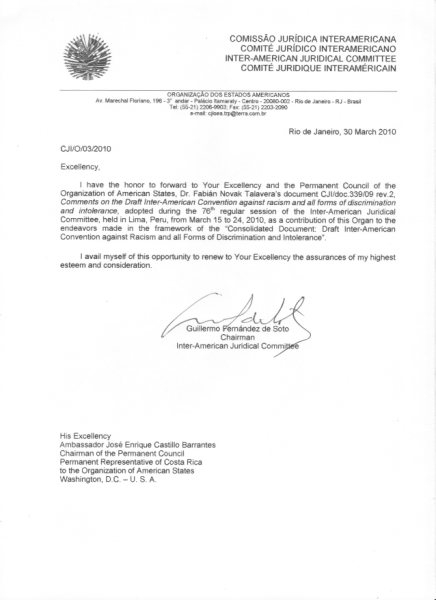 COMISSÃO JURÍDICA INTERAMERICANA
COMITÉ JURÍDICO INTERAMERICANO
INTER-AMERICAN JURIDICAL COMMITTEE
COMITÉ JURIDIQUE INTERAMÉRICAIN
ORGANIZAÇÃO DOS ESTADOS AMERICANOS
Av. Marechal Floriano, 196 - 3° andar - Palácio Itamaraty - Centro - 20080-002 - Rio de Janeiro - RJ - Brasil
Tel.: (55-21) 2206-9903; Fax: (55-21) 2203-2090
e-mail: cjioea.trp@terra.com.br
Rio de Janeiro, 30 March 2010
CJI/O/03/2010
Excellency,
I have the honor to forward to Your Excellency and the Permanent Council of the
Organization of American States, Dr. Fabián Novak Talavera's document CJI/doc.339/09 rev.2,
Comments on the Draft Inter-American Convention against racism and all forms of discrimination
and intolerance, adopted during the 76th regular session of the Inter-American Juridical
Committee, held in Lima, Peru, from March 15 to 24, 2010, as a contribution of this Organ to the
endeavors made in the framework of the "Consolidated Document: Draft Inter-American
Convention against Racism and all Forms of Discrimination and Intolerance".
I avail myself of this opportunity to renew to Your Excellency the assurances of my highest
esteem and consideration.
Guillermo Fernández de Soto
Chairman
Inter-American Juridical Committee
His Excellency
Ambassador José Enrique Castillo Barrantes
Chairman of the Permanent Council
Permanent Representative of Costa Rica
to the Organization of American States
Washington, D.C. – U. S. A.